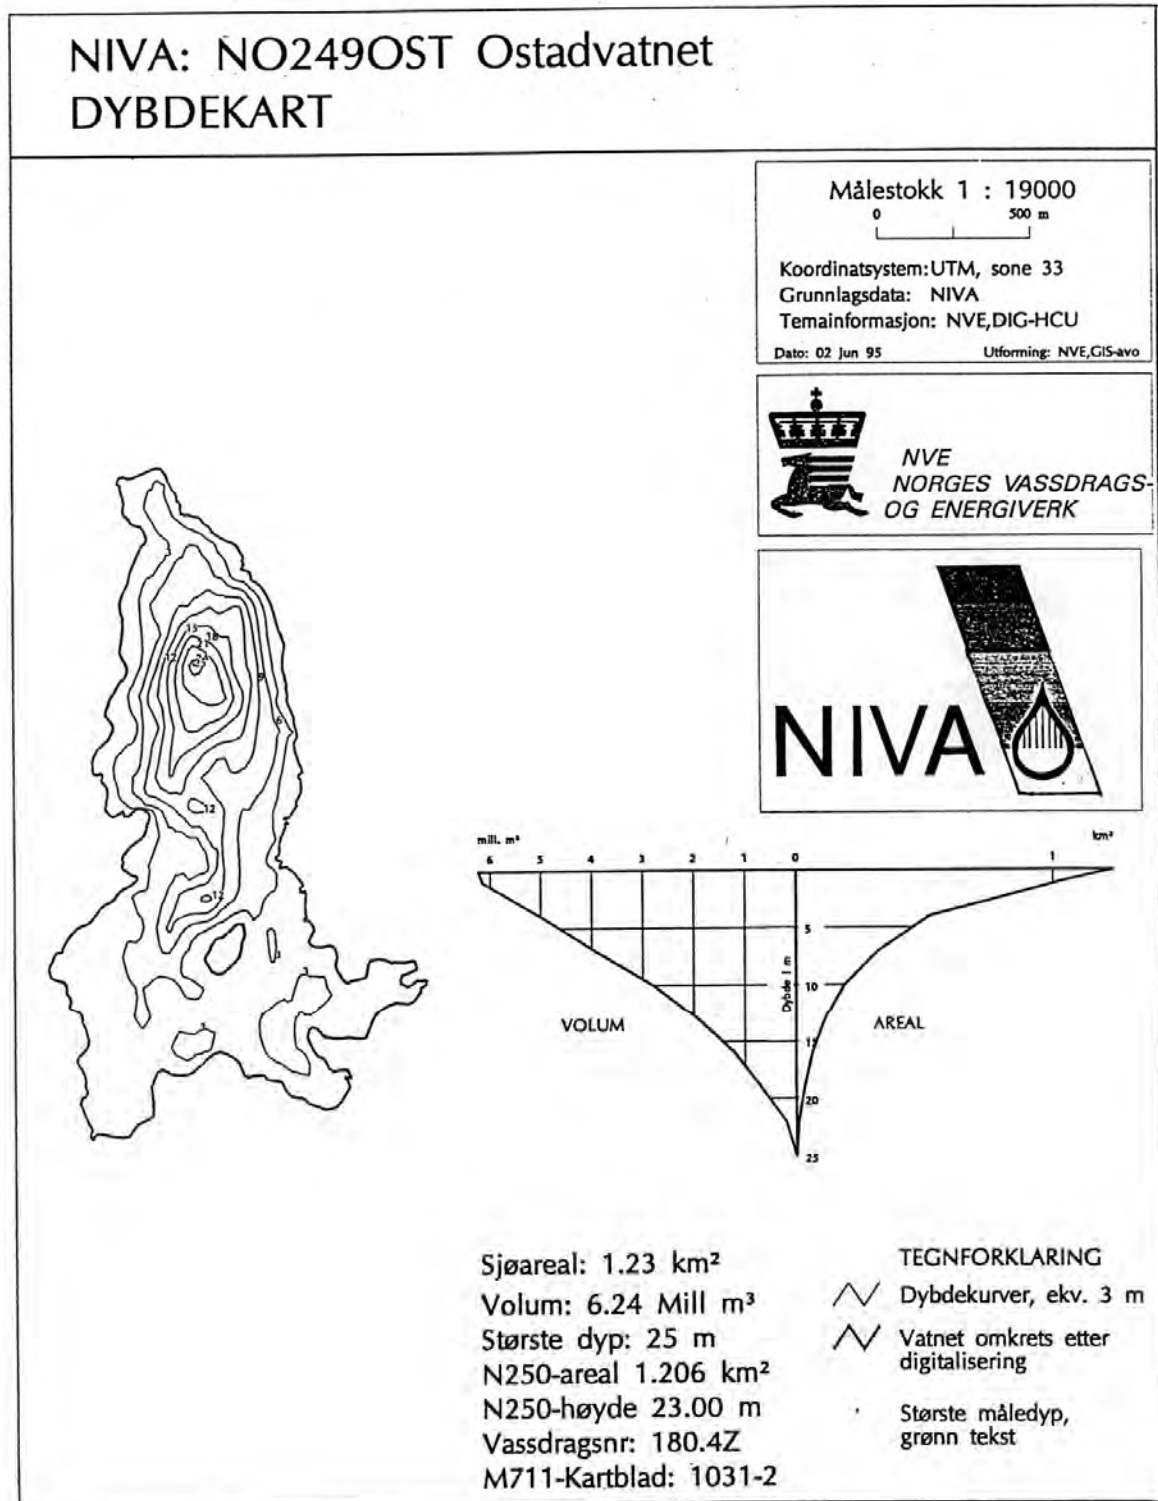 NIVA: NO249OST Ostadvatnet
DYBDEKART
Målestokk 1 : 19000
0 500 m
Koordinatsystem: UTM, sone 33
Grunnlagsdata: NIVA
Temainformasjon: NVE,DIG-HCU
Dato: 02 Jun 95 Utforming: NVE,GIS-avo
NVE
NORGES VASSDRAGS-
OG ENERGIVERK
NIVA
15 18
21
12
25
9
6
12
12
3
3
3
mill. m³ km²
6 5 4 3 2 1 0 1
5
Dybde i m
10
VOLUM AREAL
15
20
25
Sjøareal: 1.23 km²
Volum: 6.24 Mill m³
Største dyp: 25 m
N250-areal 1.206 km²
N250-høyde 23.00 m
Vassdragsnr: 180.4Z
M711-Kartblad: 1031-2
TEGNFORKLARING
Dybdekurver, ekv. 3 m
Vatnet omkrets etter
digitalisering
Største måledyp,
grønn tekst